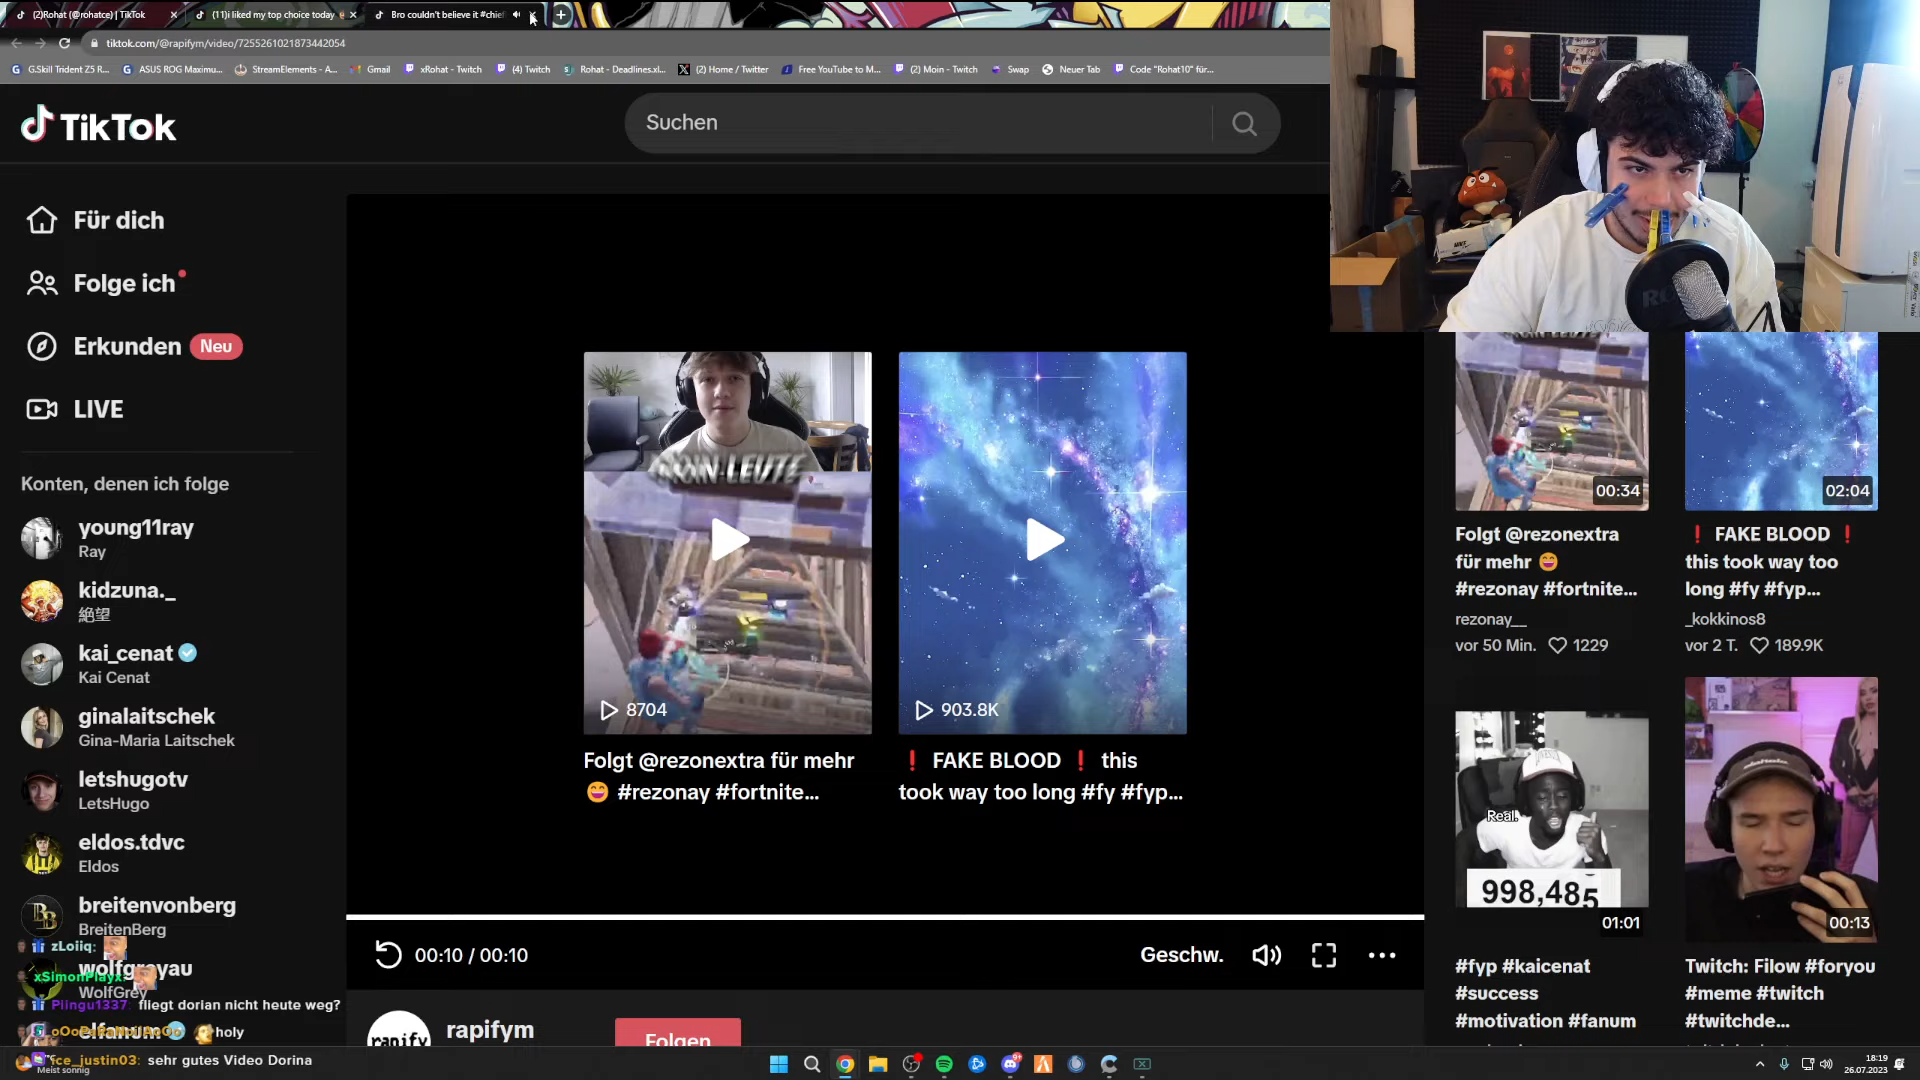 (2)Rohat (@rohatce) | TikTok
(11)i liked my top choice today
Bro couldn't believe it #chief
tiktok.com/@rapifym/video/7255261021873442054
G.Skill Trident Z5 R...
ASUS ROG Maximu...
StreamElements - A...
Gmail
xRohat - Twitch
(4) Twitch
Rohat - Deadlines.xl...
(2) Home / Twitter
Free YouTube to M...
(2) Moin - Twitch
Swap
Neuer Tab
Code "Rohat10" für...
TikTok
Suchen
Für dich
Folge ich
Erkunden Neu
LIVE
Konten, denen ich folge
young11ray
Ray
kidzuna._
絶望
kai_cenat
Kai Cenat
ginalaitschek
Gina-Maria Laitschek
letshugotv
LetsHugo
eldos.tdvc
Eldos
breitenvonberg
BreitenBerg
wolfgreyau
WolfGrey
zLoiiq:
xSimonPlayx:
Plingu1337: fliegt dorian nicht heute weg?
holy
ice_justin03: sehr gutes Video Dorina
Meist sonnig
MOIN LEUTE
8704
Folgt @rezonextra für mehr
😄 #rezonay #fortnite...
903.8K
❗ FAKE BLOOD ❗ this
took way too long #fy #fyp...
00:10 / 00:10
Geschw.
rapify
rapifym
Folgen
NIKE
00:34
Folgt @rezonextra
für mehr 😄
#rezonay #fortnite...
rezonay__
vor 50 Min. 1229
02:04
❗ FAKE BLOOD ❗
this took way too
long #fy #fyp...
_kokkinos8
vor 2 T. 189.9K
Real.
998,485
01:01
#fyp #kaicenat
#success
#motivation #fanum
00:13
Twitch: Filow #foryou
#meme #twitch
#twitchde...
18:19
26.07.2023